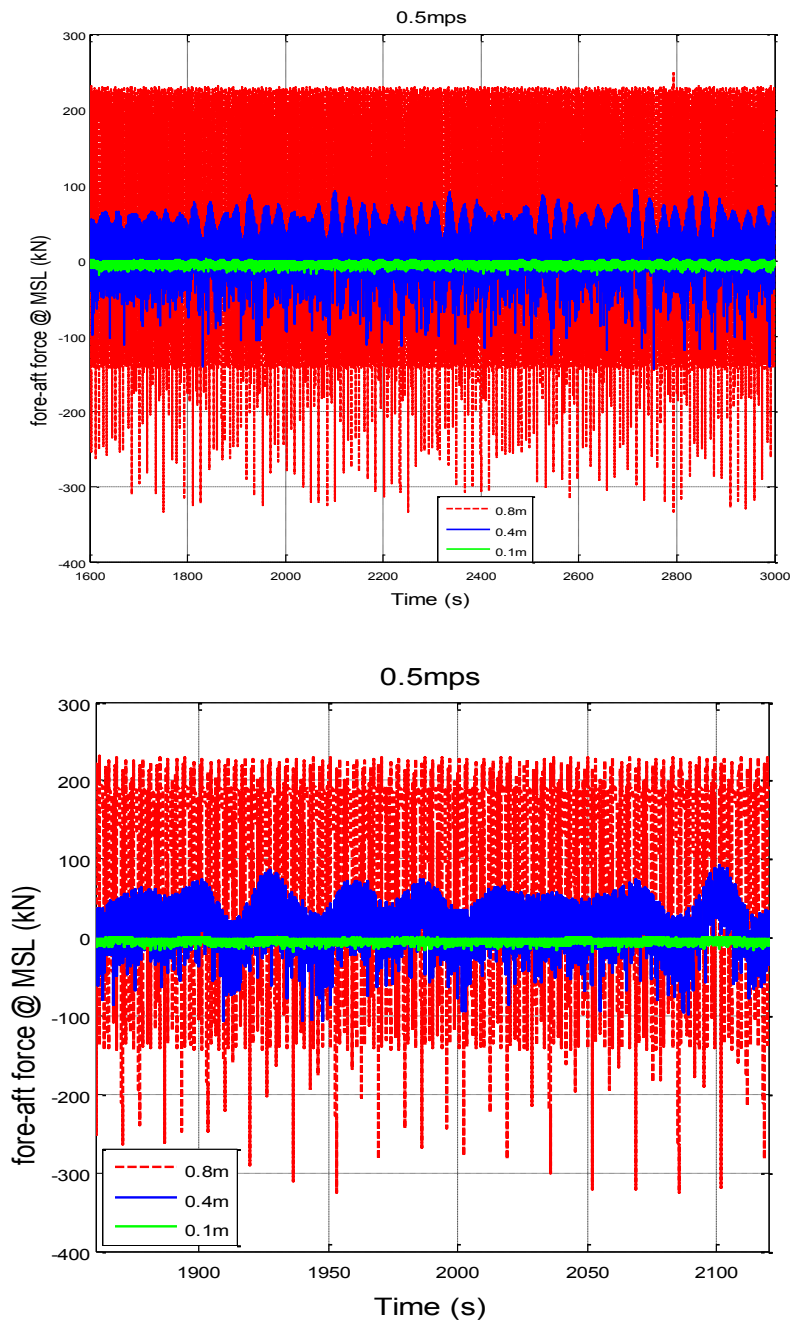 0.5mps
300
200
100
0
-100
-200
-300
-400
fore-aft force @ MSL (kN)
0.8m
0.4m
0.1m
1600 1800 2000 2200 2400 2600 2800 3000
Time (s)
0.5mps
300
200
100
0
-100
-200
-300
-400
fore-aft force @ MSL (kN)
0.8m
0.4m
0.1m
1900 1950 2000 2050 2100
Time (s)